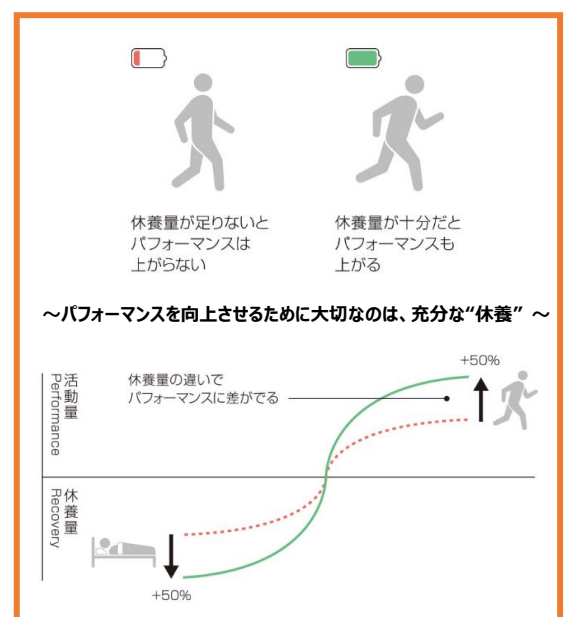 休養量が足りないと
パフォーマンスは
上がらない
休養量が十分だと
パフォーマンスも
上がる
～パフォーマンスを向上させるために大切なのは、充分な“休養” ～
+50%
活動量
Performance
休養量の違いで
パフォーマンスに差がでる
休養量
Recovery
+50%